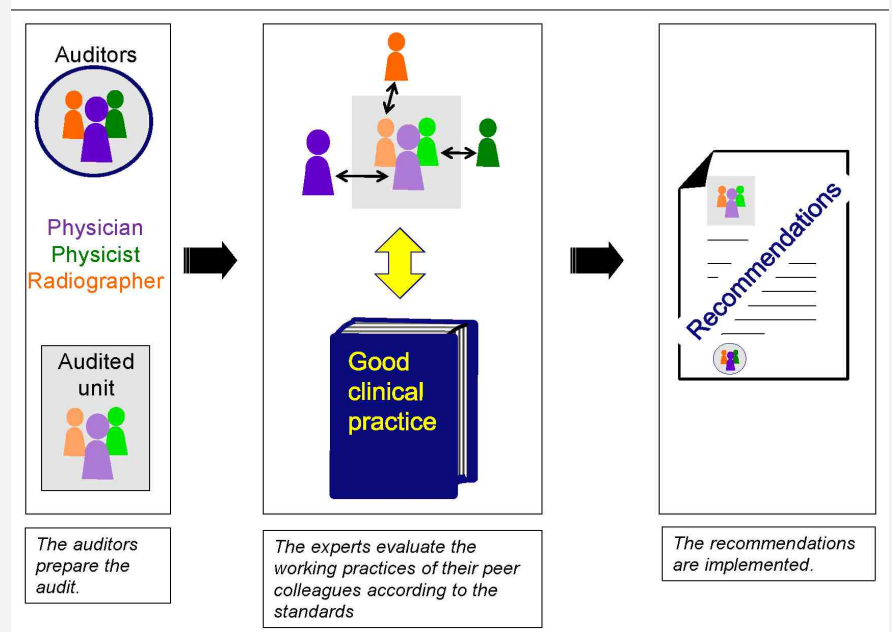 Auditors
Physician
Physicist
Radiographer
Audited
unit
The auditors
prepare the
audit.
Good
clinical
practice
The experts evaluate the
working practices of their peer
colleagues according to the
standards
Recommendations
The recommendations
are implemented.